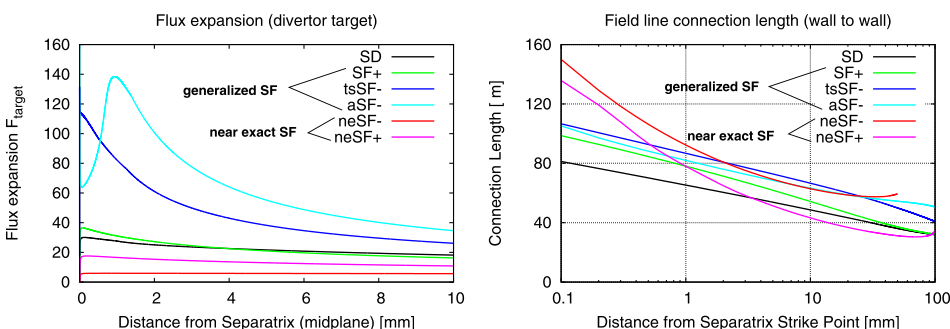 Flux expansion (divertor target)
Flux expansion F_target
160
140
120
100
80
60
40
20
0
0
2
4
6
8
10
Distance from Separatrix (midplane) [mm]
SD
SF+
tsSF-
aSF-
neSF-
neSF+
generalized SF
near exact SF
Field line connection length (wall to wall)
Connection Length [ m]
160
120
80
40
0
0.1
1
10
100
Distance from Separatrix Strike Point [mm]
SD
SF+
tsSF-
aSF-
neSF-
neSF+
generalized SF
near exact SF